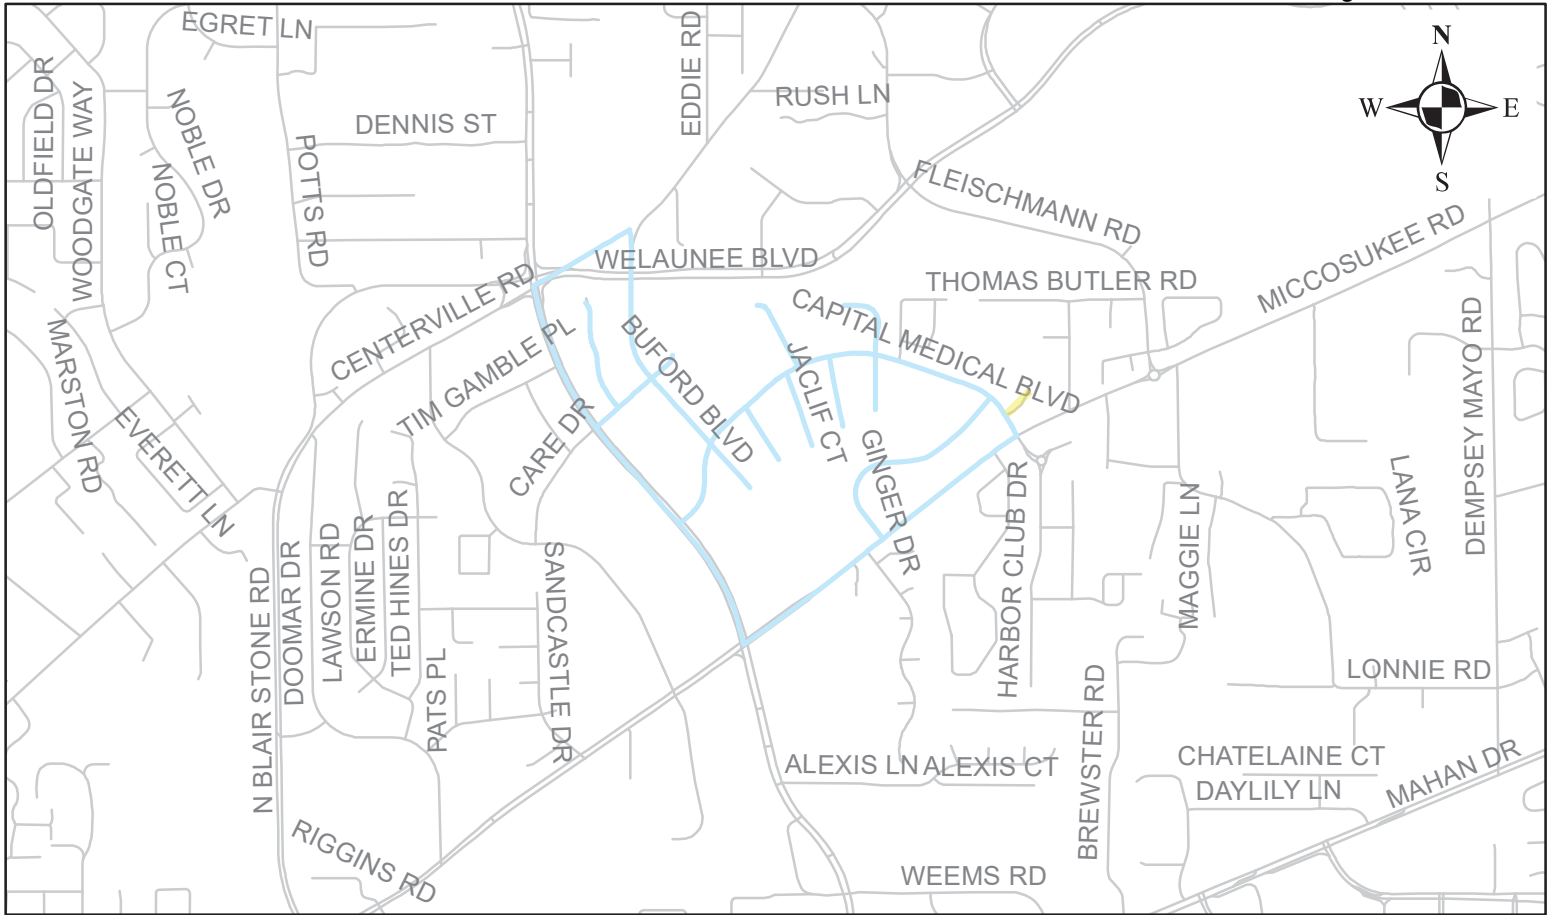 EGRET LN
EDDIE RD
N
W
E
S
OLDFIELD DR
WOODGATE WAY
NOBLE DR
NOBLE CT
POTTS RD
DENNIS ST
RUSH LN
FLEISCHMANN RD
MICCOSUKEE RD
WELAUNEE BLVD
THOMAS BUTLER RD
CENTERVILLE RD
CAPITAL MEDICAL BLVD
TIM GAMBLE PL
BUFORD BLVD
JACLIF CT
DEMPSEY MAYO RD
MARSTON RD
EVERETT LN
CARE DR
GINGER DR
HARBOR CLUB DR
MAGGIE LN
LANA CIR
N BLAIR STONE RD
DOOMAR DR
LAWSON RD
ERMINE DR
TED HINES DR
PATS PL
SANDCASTLE DR
LONNIE RD
BREWSTER RD
ALEXIS LN
ALEXIS CT
CHATELAINE CT
DAYLILY LN
MAHAN DR
RIGGINS RD
WEEMS RD